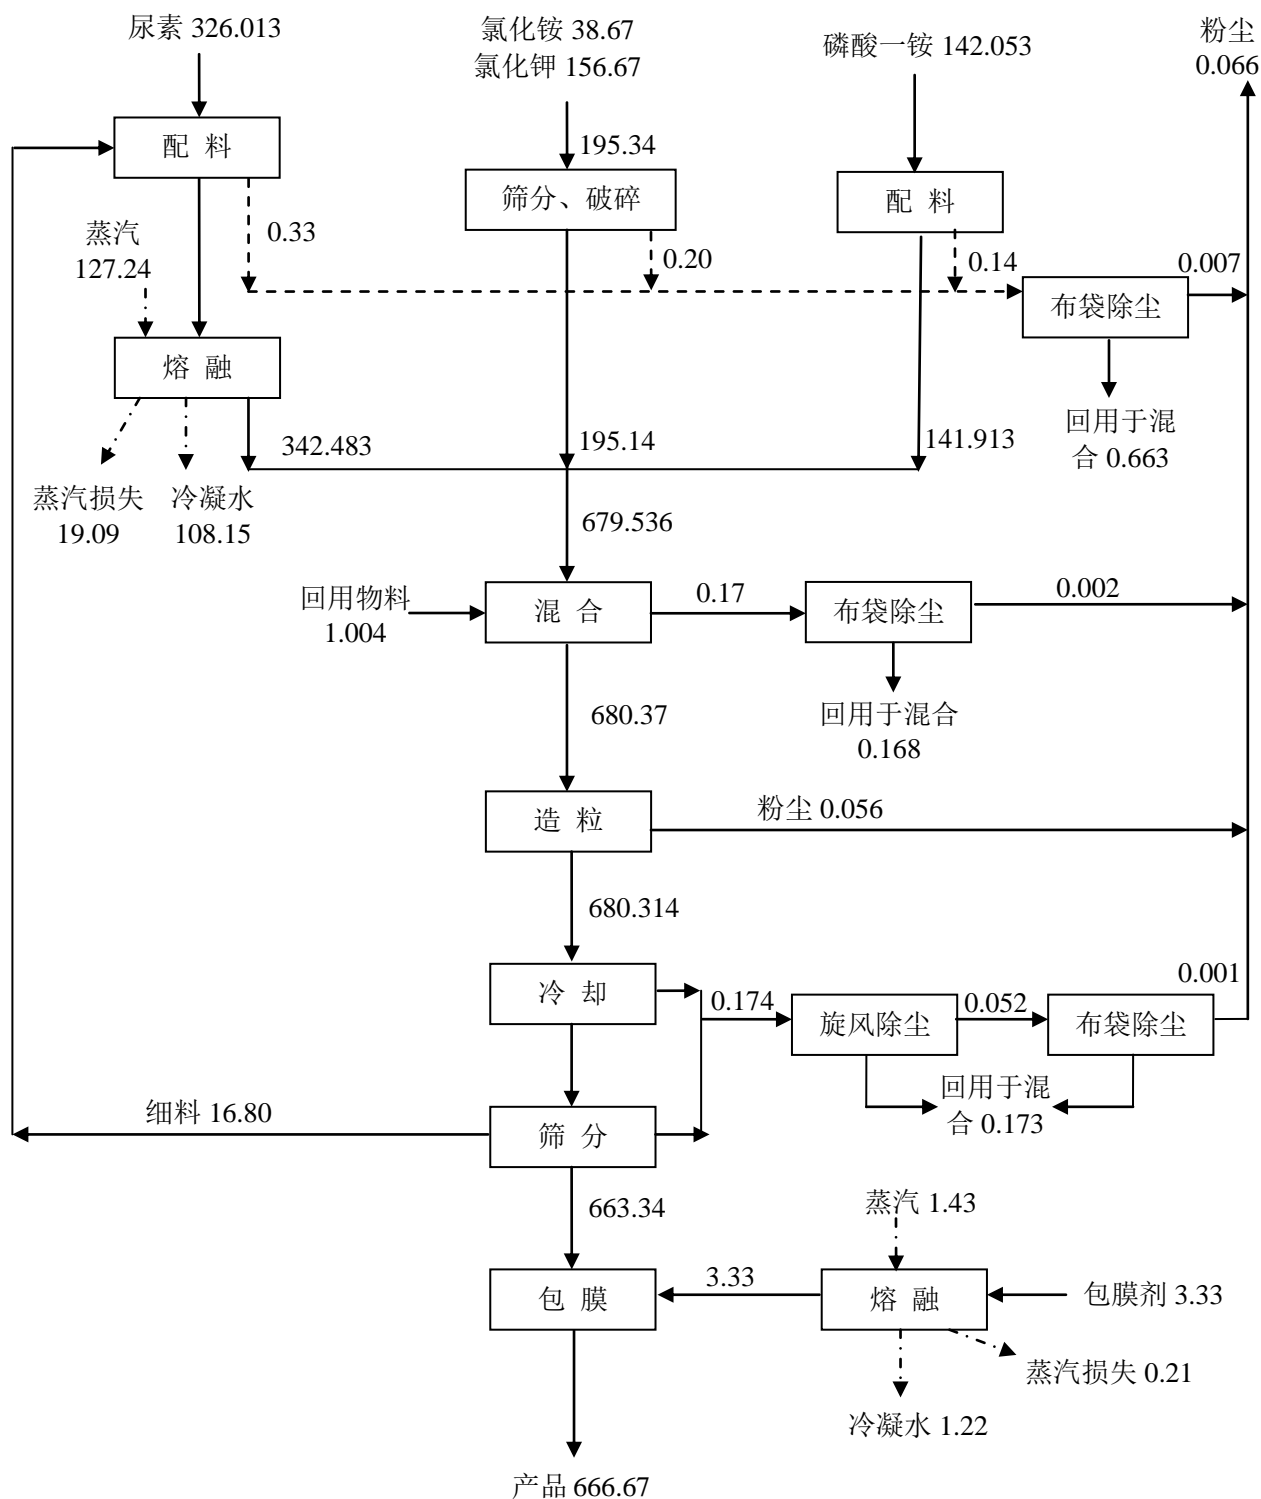 尿素 326.013
氯化铵 38.67
氯化钾 156.67
磷酸一铵 142.053
粉尘
0.066
配 料
195.34
筛分、破碎
配 料
0.33
0.20
0.14
0.007
蒸汽
127.24
布袋除尘
熔 融
回用于混
合 0.663
342.483
195.14
141.913
蒸汽损失
19.09
冷凝水
108.15
679.536
回用物料
1.004
混 合
0.17
布袋除尘
0.002
680.37
回用于混合
0.168
造 粒
粉尘 0.056
680.314
冷 却
0.174
旋风除尘
0.052
布袋除尘
0.001
回用于混
合 0.173
细料 16.80
筛 分
663.34
蒸汽 1.43
包 膜
3.33
熔 融
包膜剂 3.33
蒸汽损失 0.21
冷凝水 1.22
产品 666.67